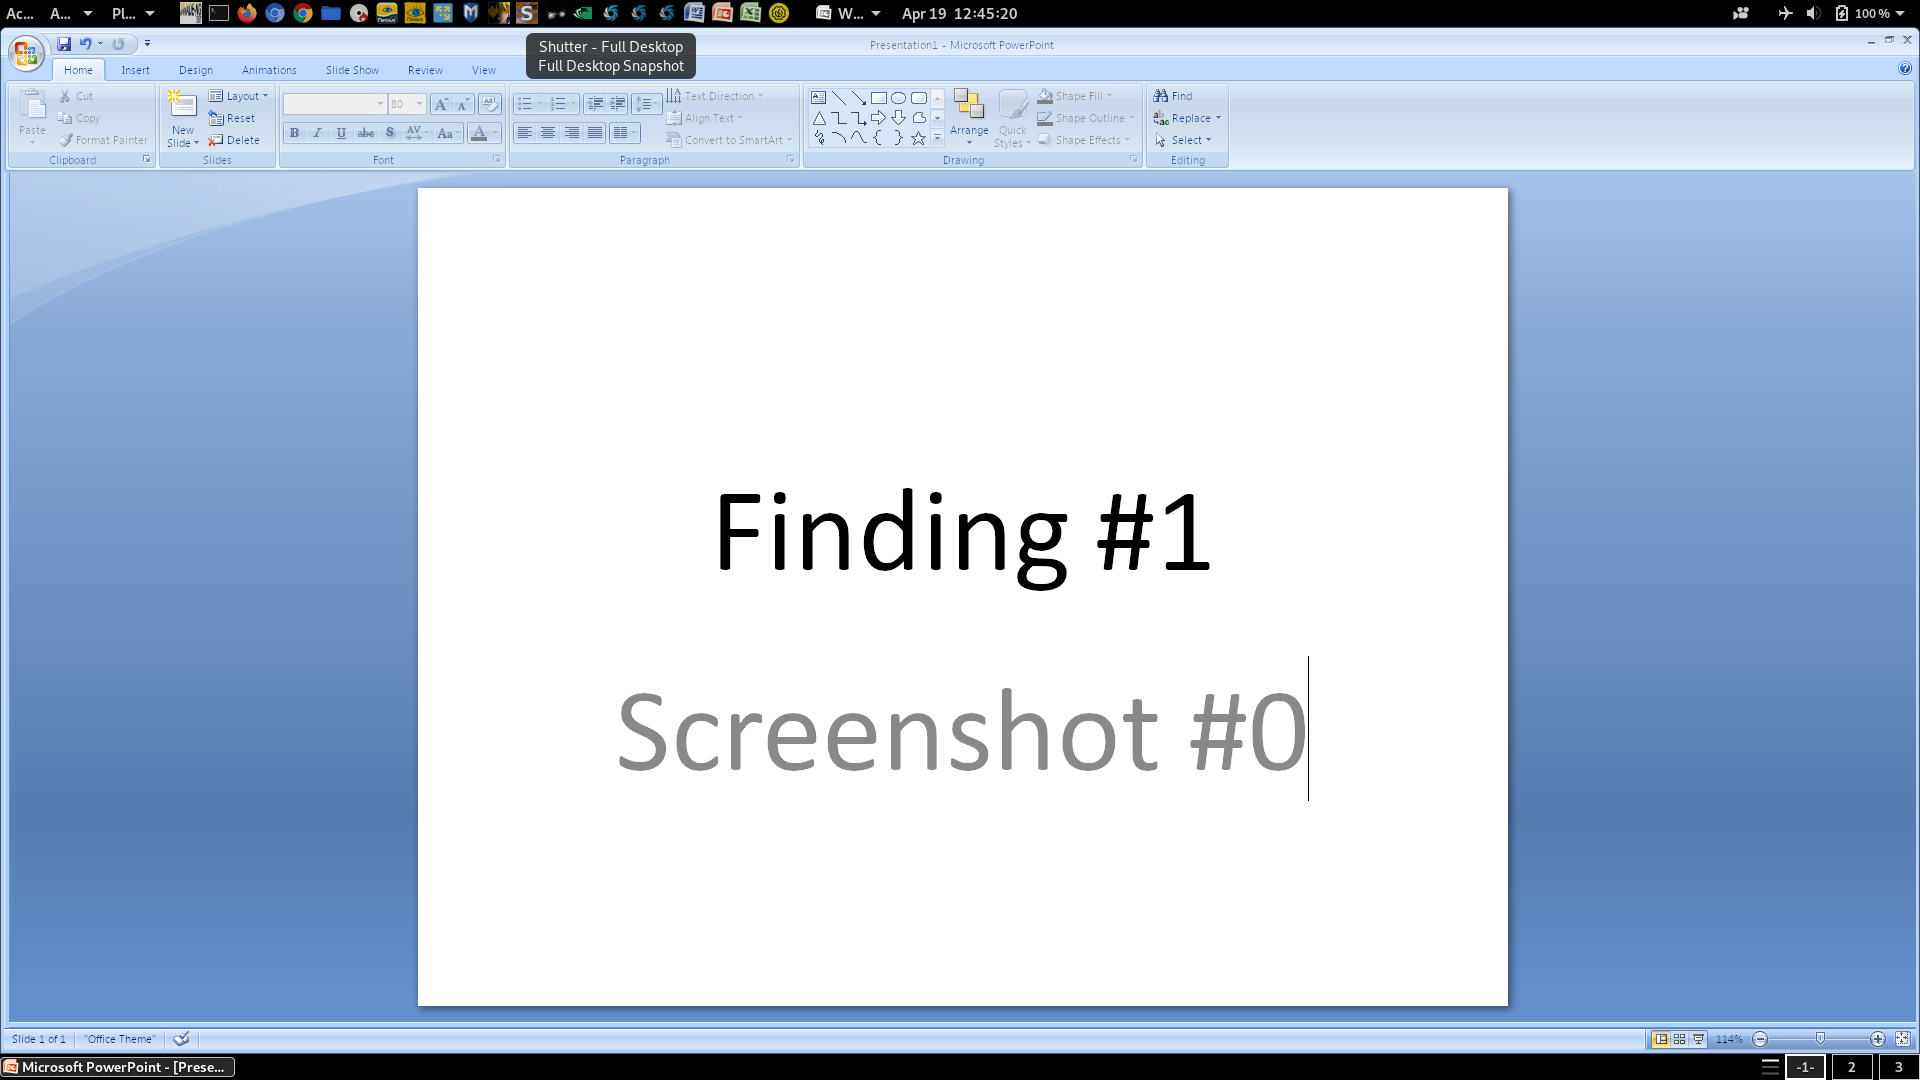 Ac... A... Pl... W... Apr 19 12:45:20 100 %
Shutter - Full Desktop
Full Desktop Snapshot
Presentation1 - Microsoft PowerPoint
Home Insert Design Animations Slide Show Review View
Paste
Cut
Copy
Format Painter
Clipboard
New Slide
Layout
Reset
Delete
Slides
80
B I U abc S AV Aa A
Font
Text Direction
Align Text
Convert to SmartArt
Paragraph
Arrange
Quick Styles
Shape Fill
Shape Outline
Shape Effects
Drawing
Find
Replace
Select
Editing
Finding #1
Screenshot #0
Slide 1 of 1 "Office Theme" 114%
Microsoft PowerPoint - [Prese... -1- 2 3